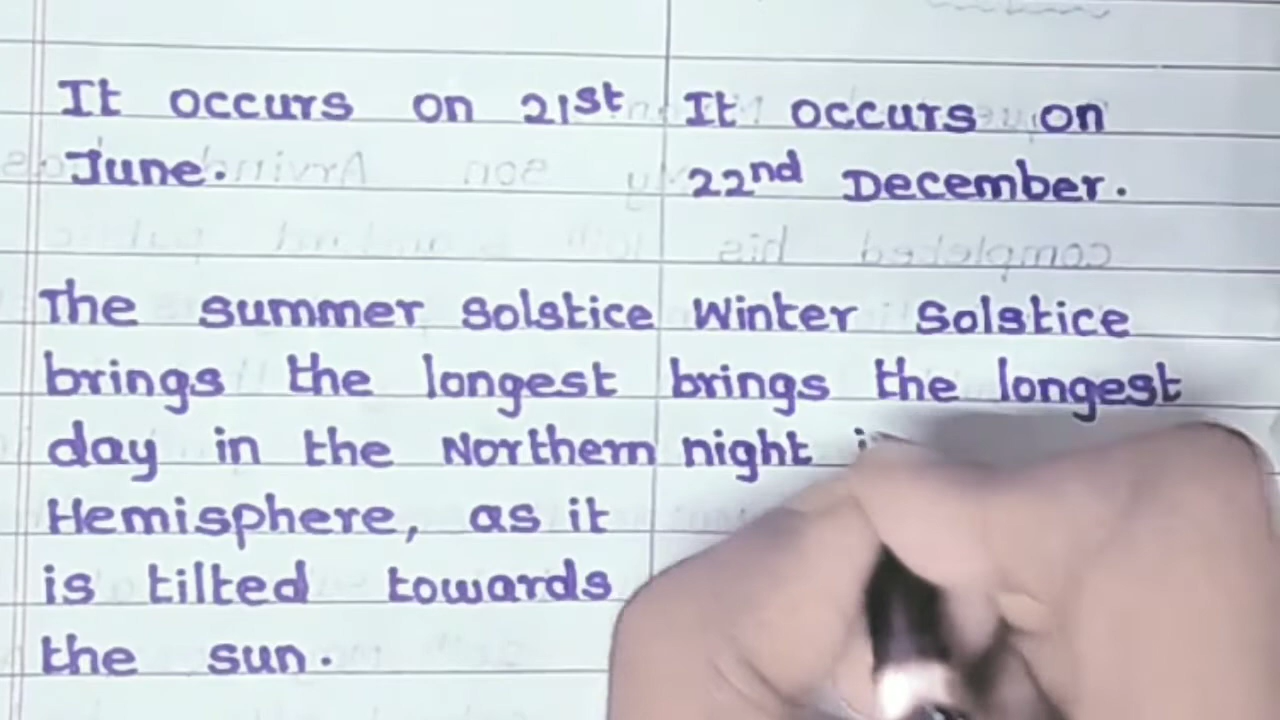 It occurs on 21st
June.
The summer solstice
brings the longest
day in the Northern
Hemisphere, as it
is tilted towards
the sun.
It occurs on
22nd December.
Winter Solstice
brings the longest
night